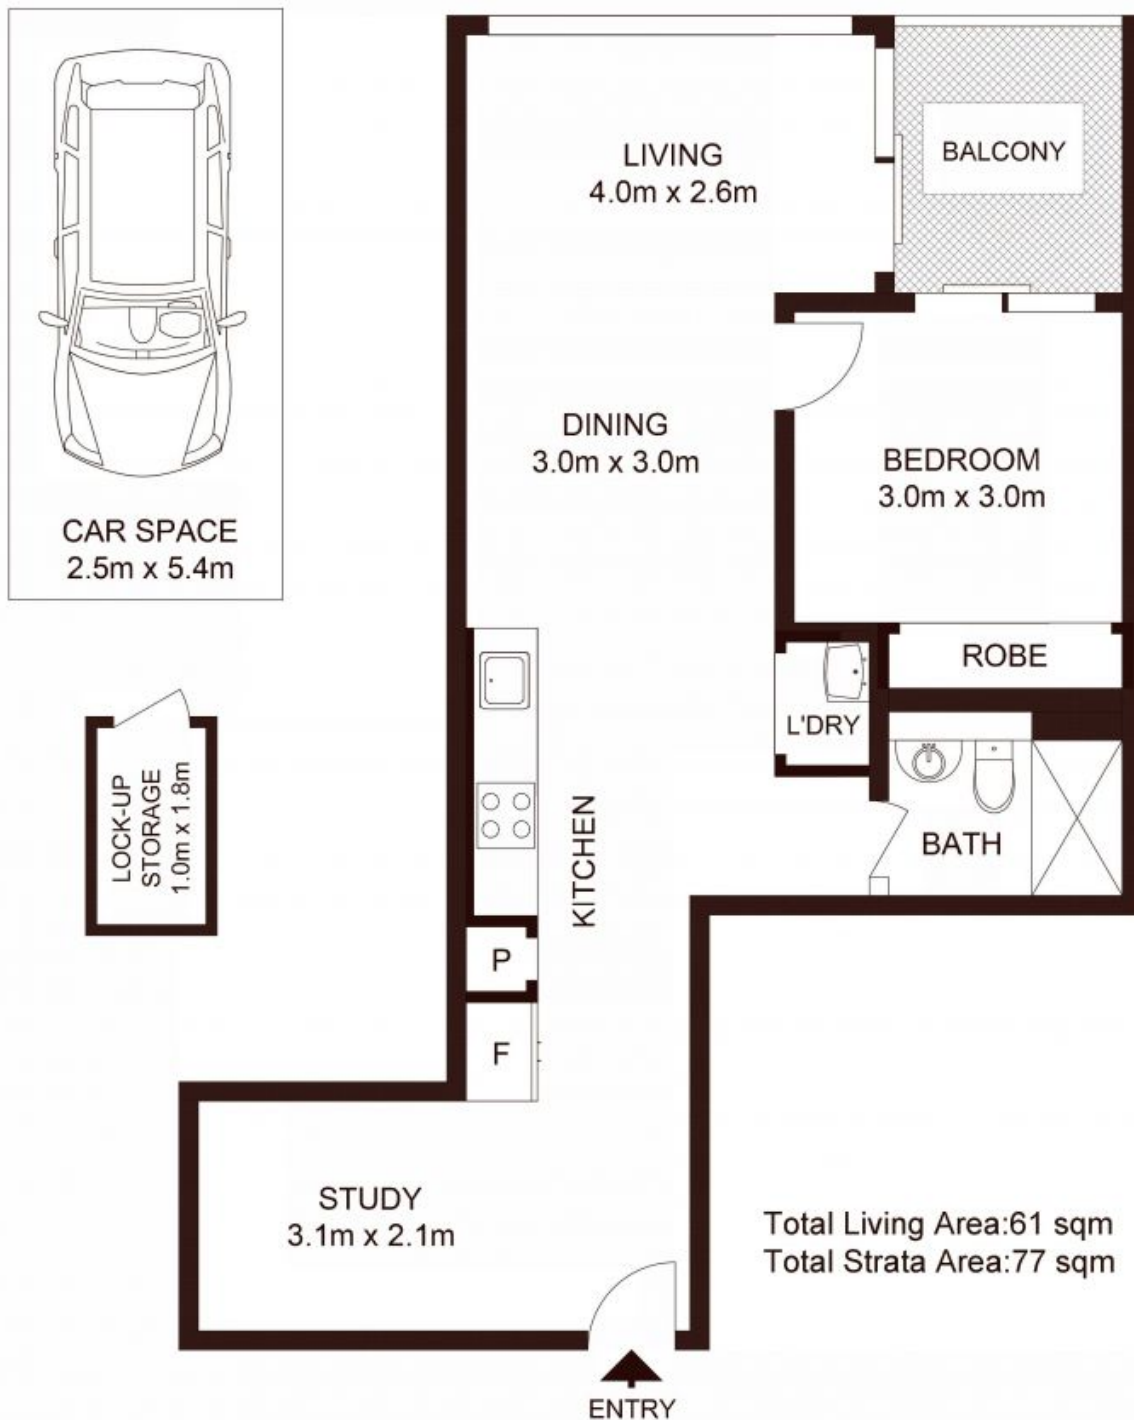 LIVING
4.0m x 2.6m
BALCONY
DINING
3.0m x 3.0m
BEDROOM
3.0m x 3.0m
CAR SPACE
2.5m x 5.4m
ROBE
L'DRY
LOCK-UP
STORAGE
1.0m x 1.8m
KITCHEN
BATH
P
F
STUDY
3.1m x 2.1m
Total Living Area:61 sqm
Total Strata Area:77 sqm
ENTRY